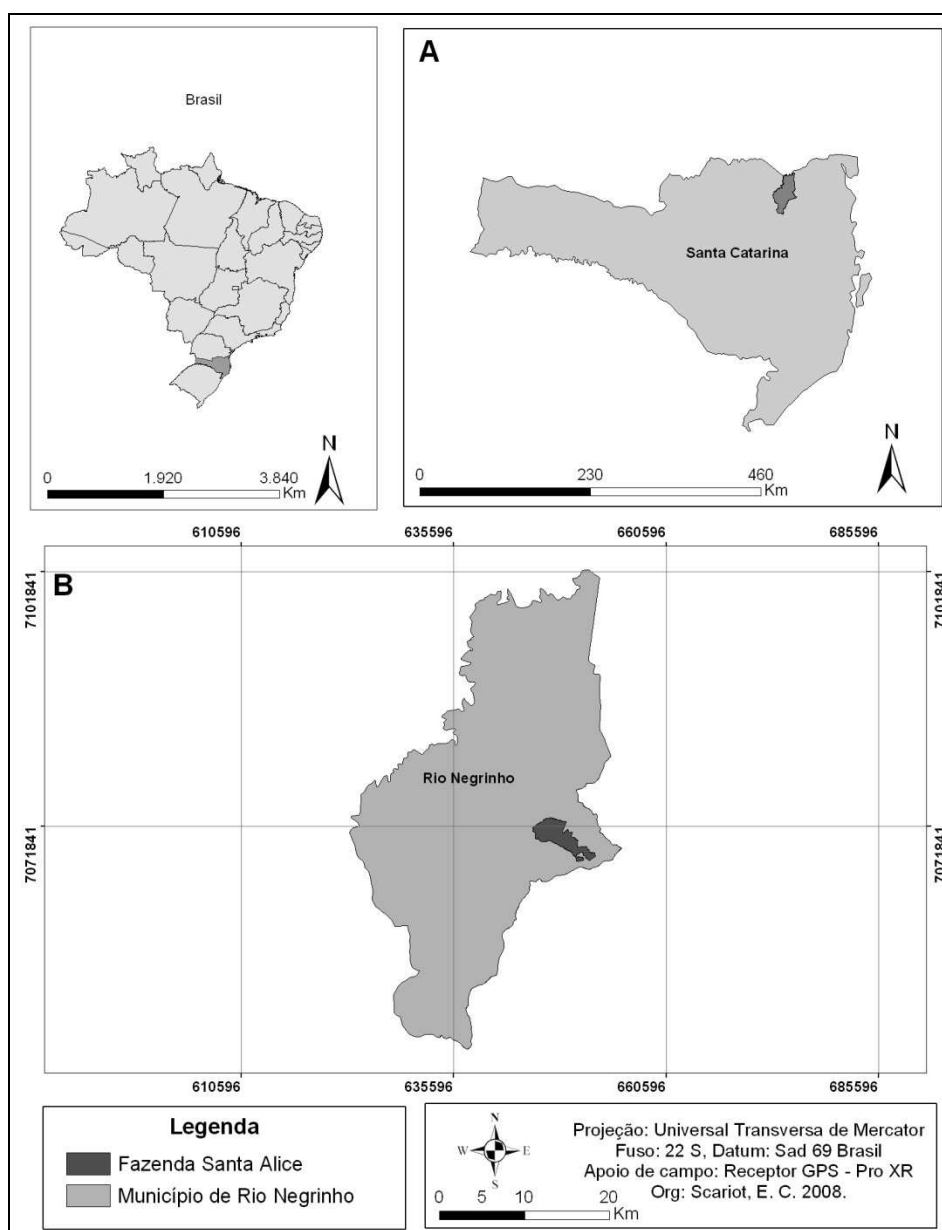 Brasil
N
0 1.920 3.840
Km
A
Santa Catarina
N
0 230 460
Km
610596 635596 660596 685596
B
7101841 7101841
Rio Negrinho
7071841 7071841
610596 635596 660596 685596
Legenda
Fazenda Santa Alice
Município de Rio Negrinho
N
W E
S
0 5 10 20
Km
Projeção: Universal Transversa de Mercator
Fuso: 22 S, Datum: Sad 69 Brasil
Apoio de campo: Receptor GPS - Pro XR
Org: Scariot, E. C. 2008.